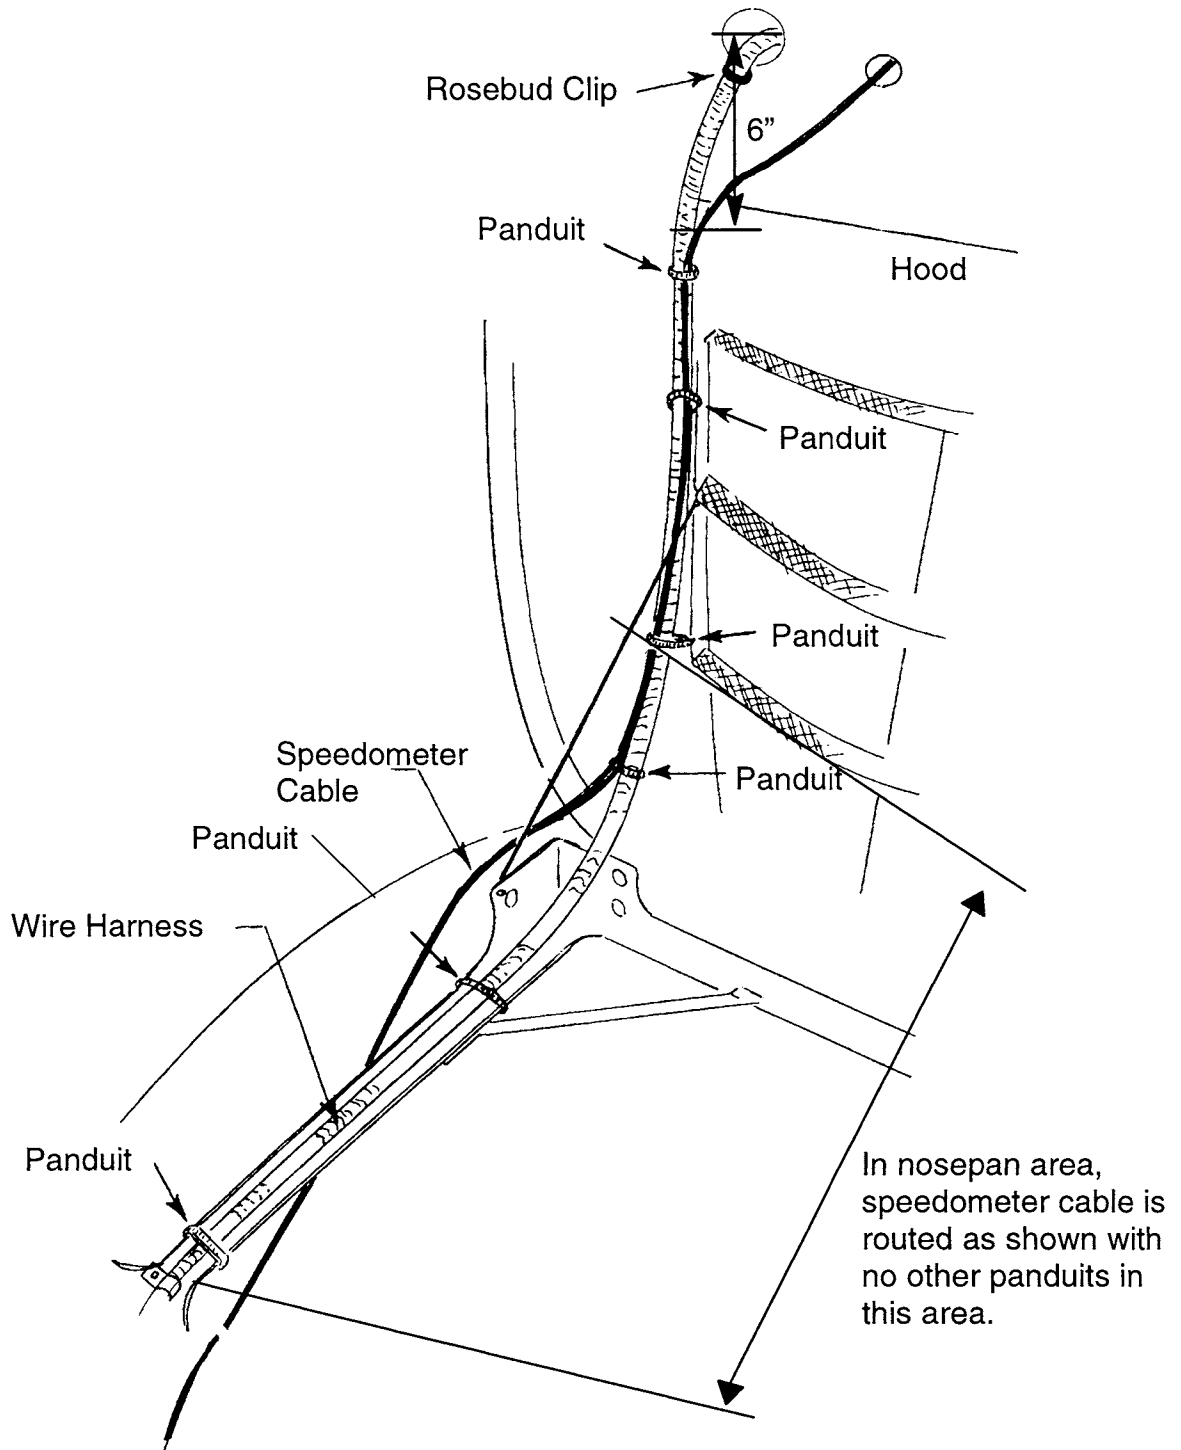 Rosebud Clip
6”
Panduit
Hood
Panduit
Panduit
Speedometer
Cable
Panduit
Panduit
Wire Harness
Panduit
In nosepan area,
speedometer cable is
routed as shown with
no other panduits in
this area.